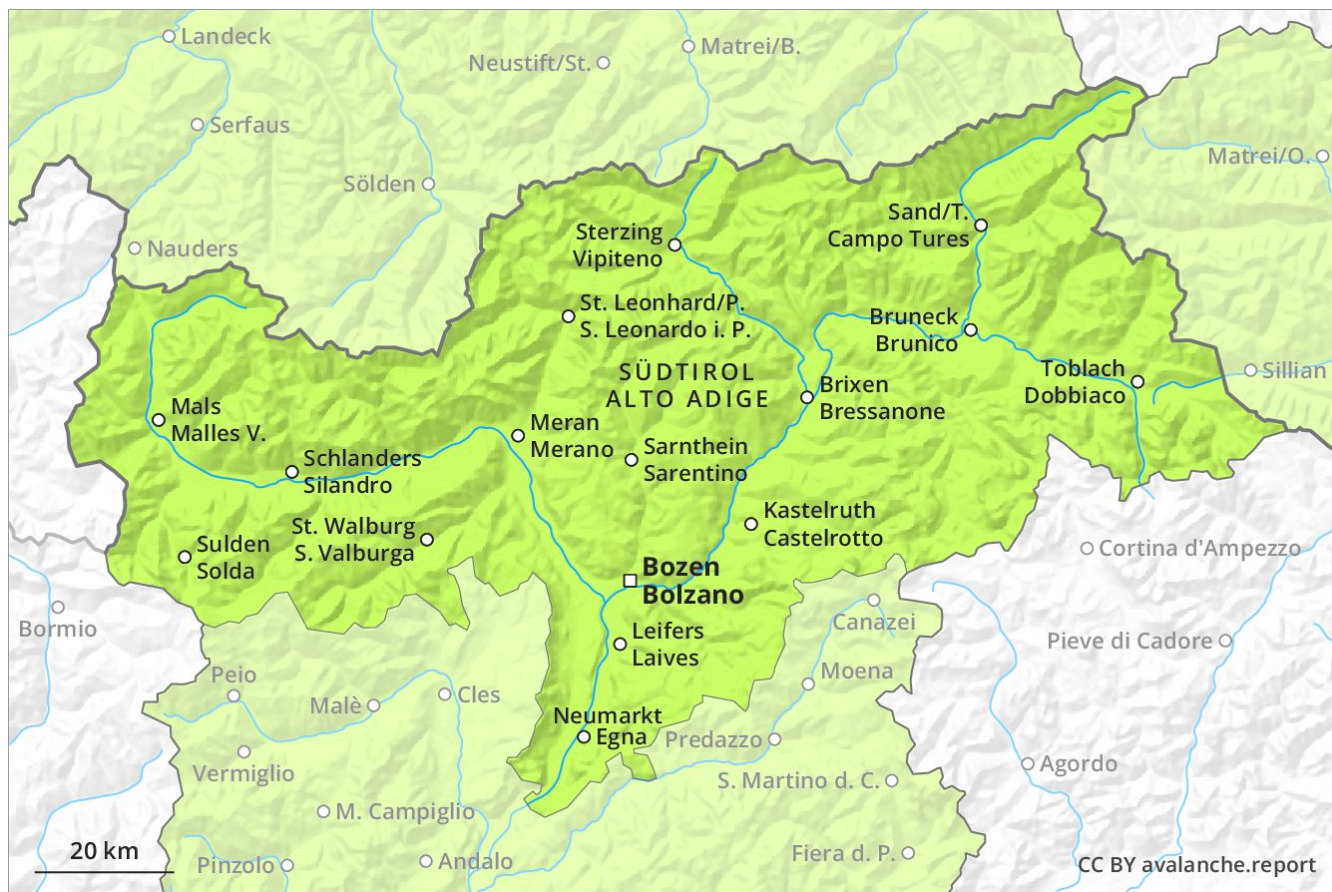 Landeck
Matrei/B.
Neustift/St.
Serfaus
Matrei/O.
Sölden
Sand/T.
Campo Tures
Sterzing
Vipiteno
Nauders
St. Leonhard/P.
S. Leonardo i. P.
Bruneck
Brunico
Toblach
Dobbiaco
Sillian
SÜDTIROL
ALTO ADIGE
Brixen
Bressanone
Mals
Malles V.
Meran
Merano
Sarnthein
Sarentino
Schlanders
Silandro
Kastelruth
Castelrotto
St. Walburg
S. Valburga
Sulden
Solda
Cortina d'Ampezzo
Bozen
Bolzano
Bormio
Canazei
Leifers
Laives
Pieve di Cadore
Peio
Moena
Malè
Cles
Neumarkt
Egna
Predazzo
Vermiglio
Agordo
S. Martino d. C.
M. Campiglio
20 km
Pinzolo
Andalo
Fiera d. P.
CC BY avalanche.report